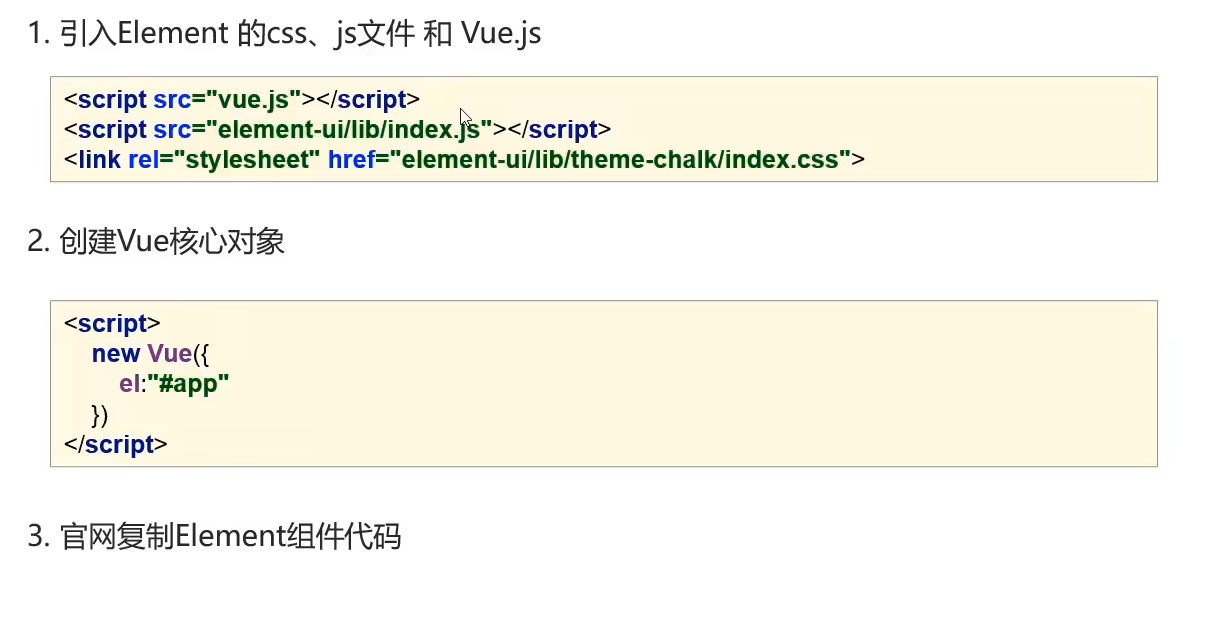 1. 引入Element 的css、js文件 和 Vue.js
<script src="vue.js"></script>
<script src="element-ui/lib/index.js"></script>
<link rel="stylesheet" href="element-ui/lib/theme-chalk/index.css">
2. 创建Vue核心对象
<script>
new Vue({
el:"#app"
})
</script>
3. 官网复制Element组件代码